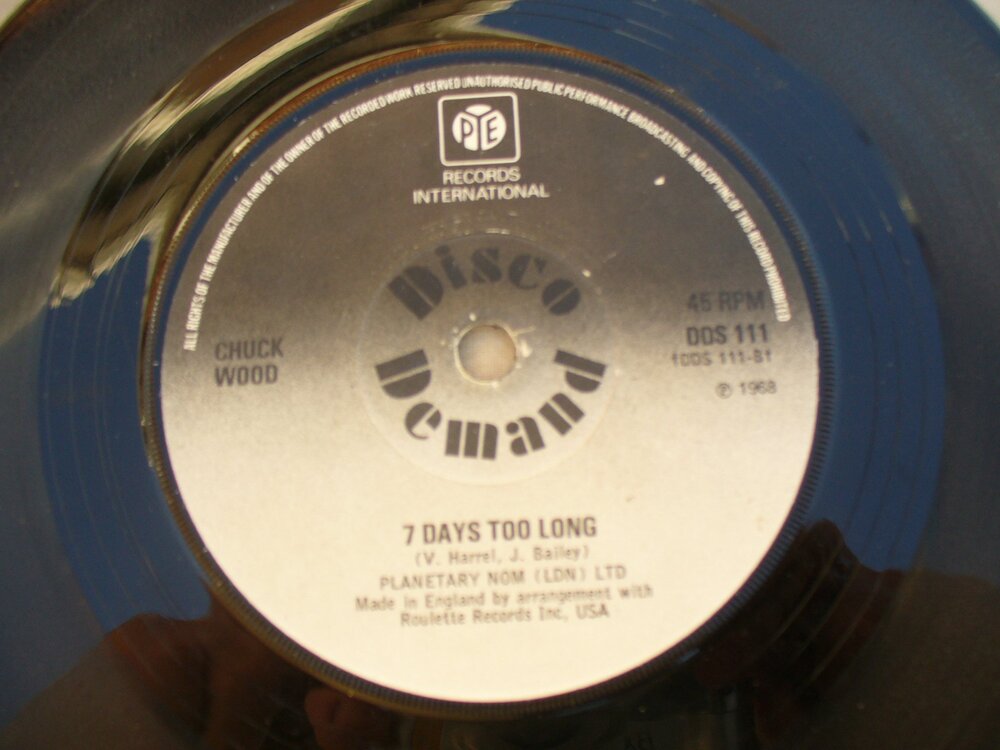 ALL RIGHTS OF THE MANUFACTURER AND OF THE OWNER OF THE RECORDED WORK RESERVED UNAUTHORISED PUBLIC PERFORMANCE BROADCASTING AND COPYING OF THIS RECORD PROHIBITED
PYE
RECORDS
INTERNATIONAL
Disco
Demand
CHUCK
WOOD
45 RPM
DDS 111
1DDS 111-B1
℗ 1968
7 DAYS TOO LONG
(V. Harrel, J. Bailey)
PLANETARY NOM (LDN) LTD
Made in England by arrangement with
Roulette Records Inc, USA